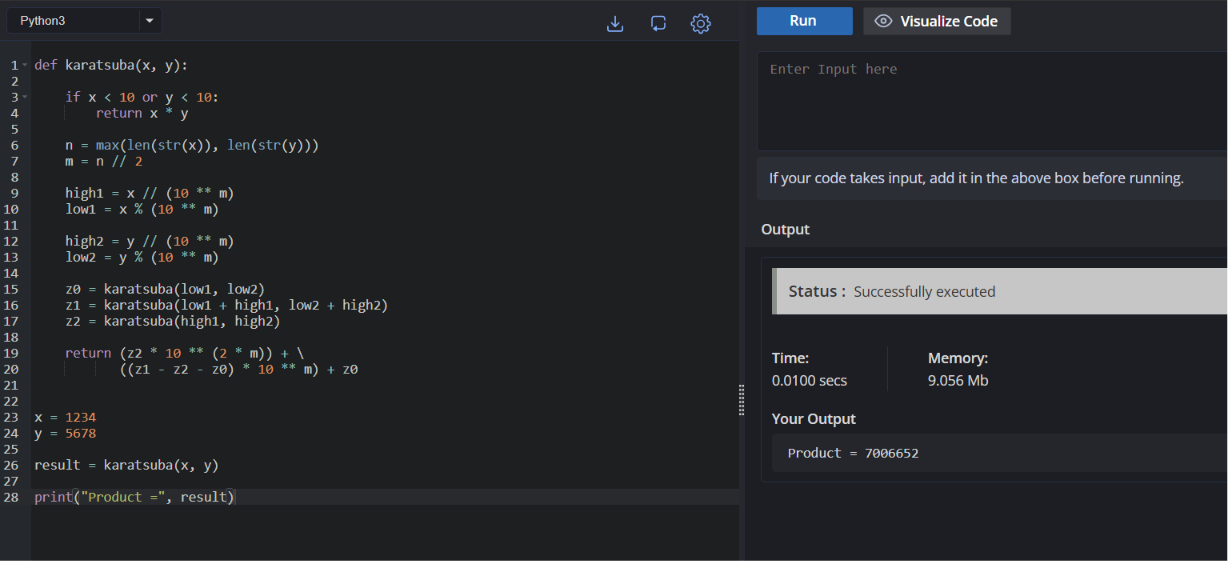 Python3
Run
Visualize Code
1 def karatsuba(x, y):
2
3     if x < 10 or y < 10:
4         return x * y
5
6     n = max(len(str(x)), len(str(y)))
7     m = n // 2
8
9     high1 = x // (10 ** m)
10     low1 = x % (10 ** m)
11
12     high2 = y // (10 ** m)
13     low2 = y % (10 ** m)
14
15     z0 = karatsuba(low1, low2)
16     z1 = karatsuba(low1 + high1, low2 + high2)
17     z2 = karatsuba(high1, high2)
18
19     return (z2 * 10 ** (2 * m)) + \
20            ((z1 - z2 - z0) * 10 ** m) + z0
21
22
23 x = 1234
24 y = 5678
25
26 result = karatsuba(x, y)
27
28 print("Product =", result)
Enter Input here
If your code takes input, add it in the above box before running.
Output
Status : Successfully executed
Time:
0.0100 secs
Memory:
9.056 Mb
Your Output
Product = 7006652